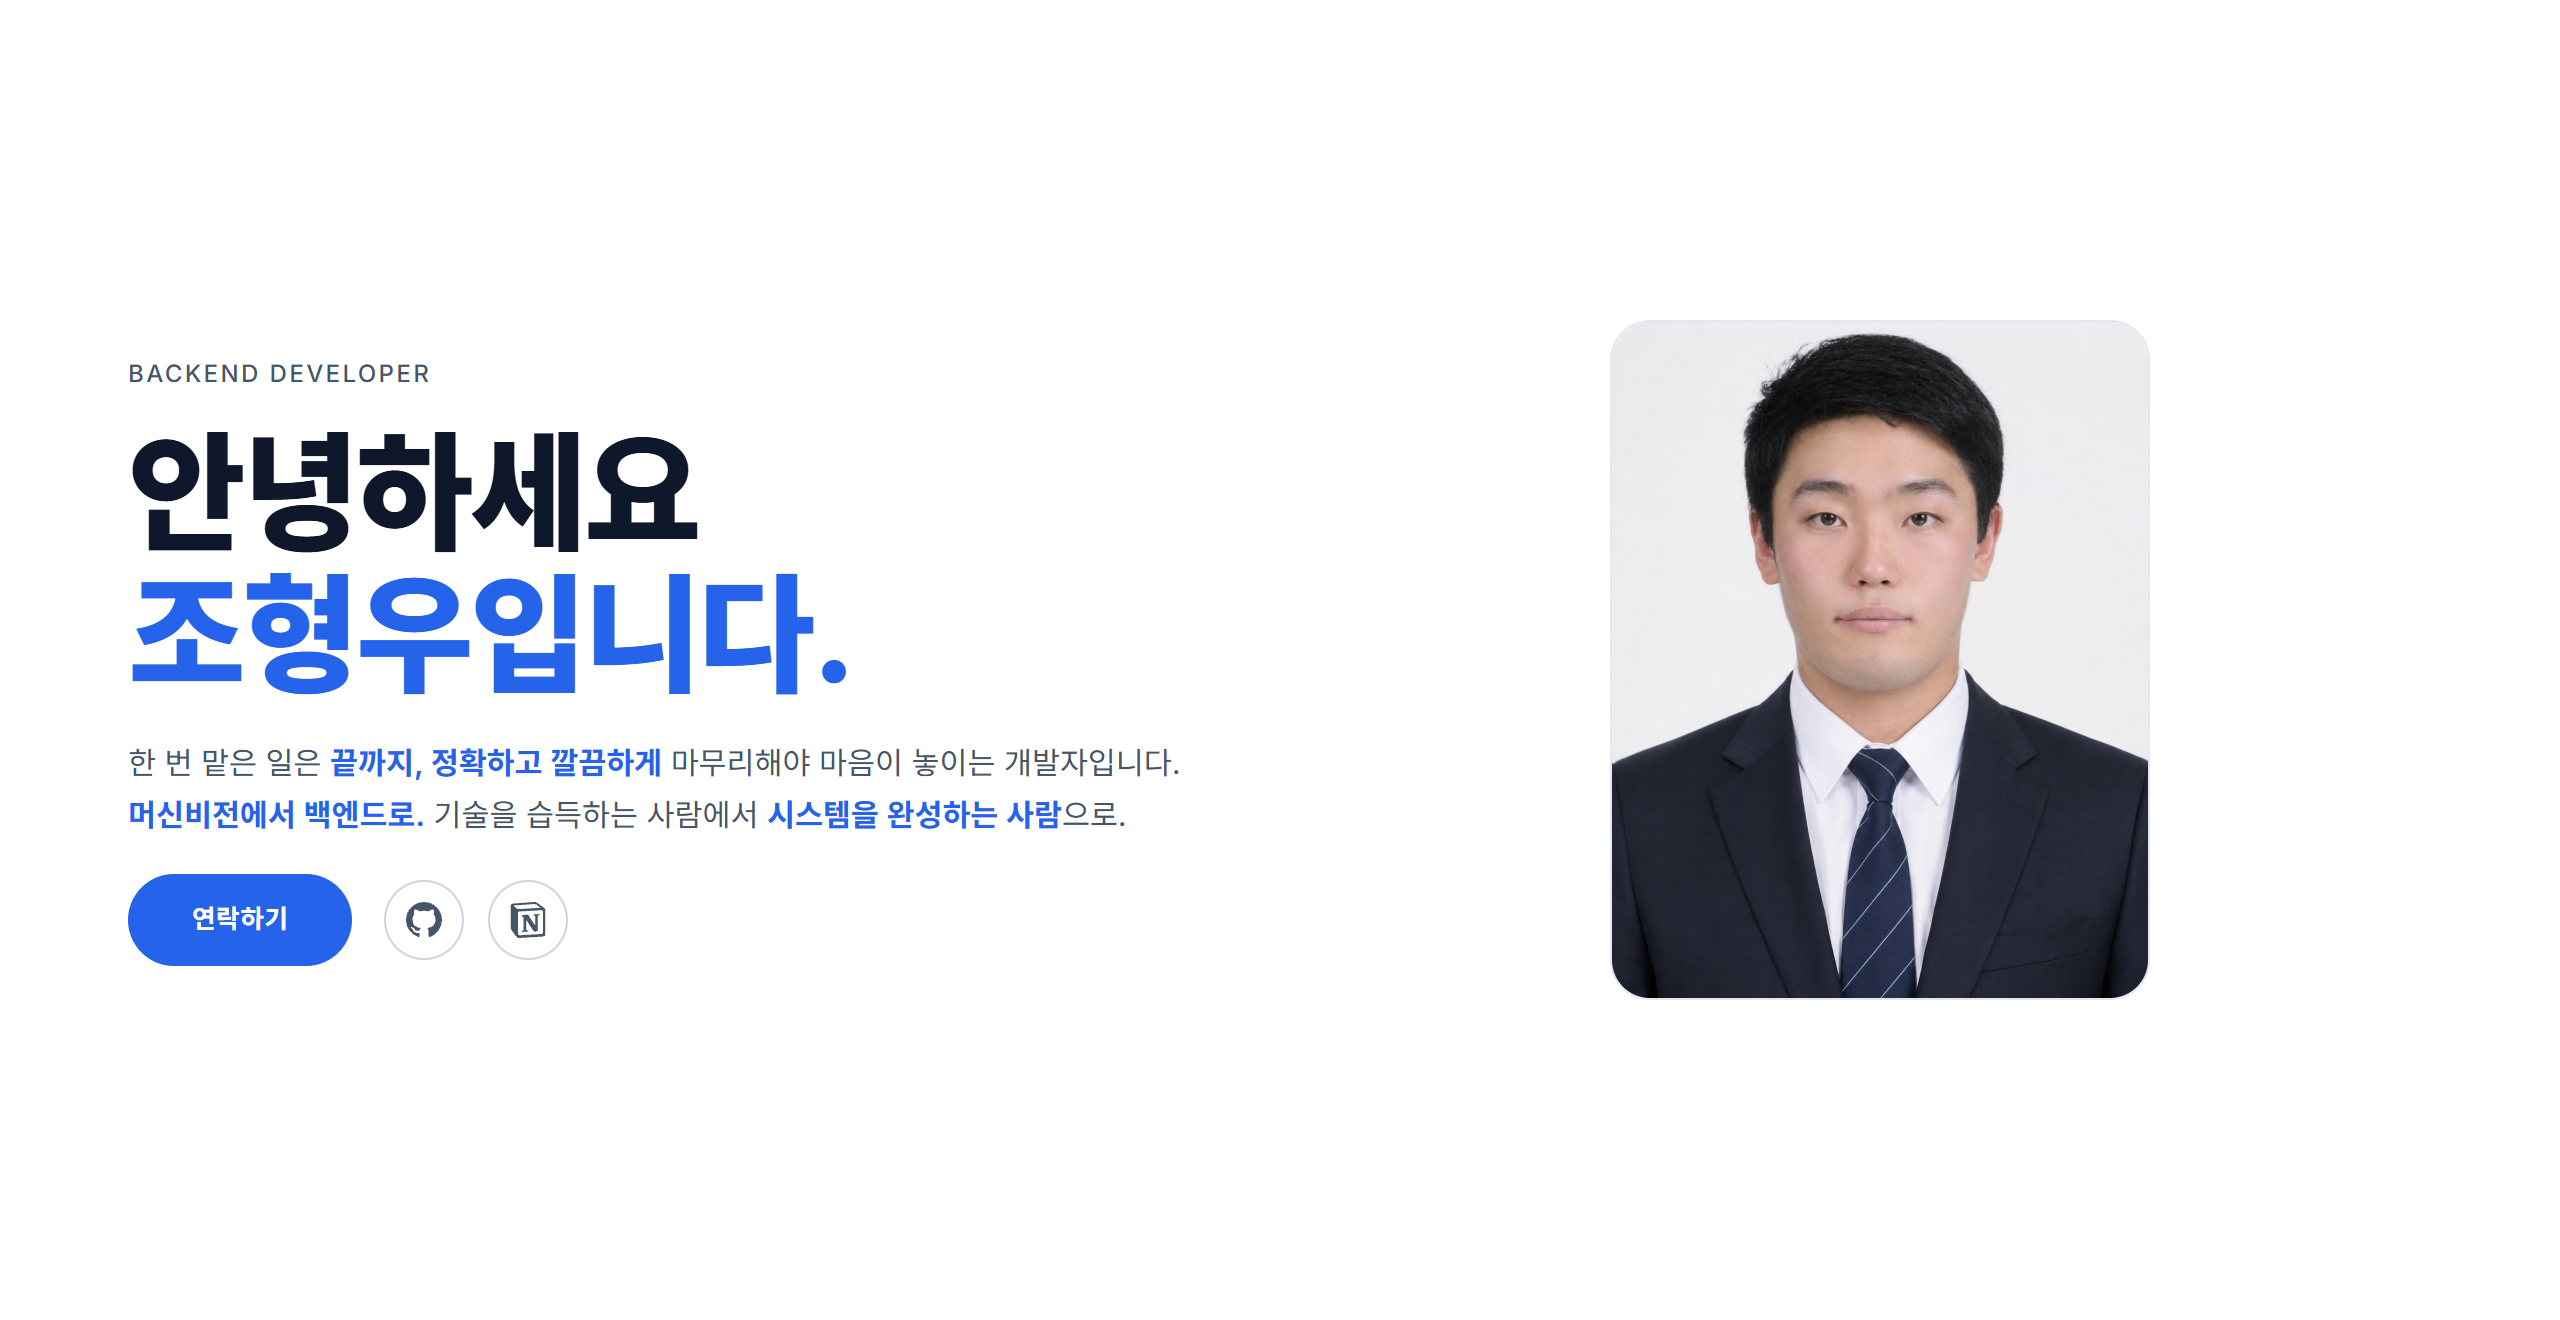 BACKEND DEVELOPER
안녕하세요
조형우입니다.
한 번 맡은 일은 끝까지, 정확하고 깔끔하게 마무리해야 마음이 놓이는 개발자입니다.
머신비전에서 백엔드로. 기술을 습득하는 사람에서 시스템을 완성하는 사람으로.
연락하기
N